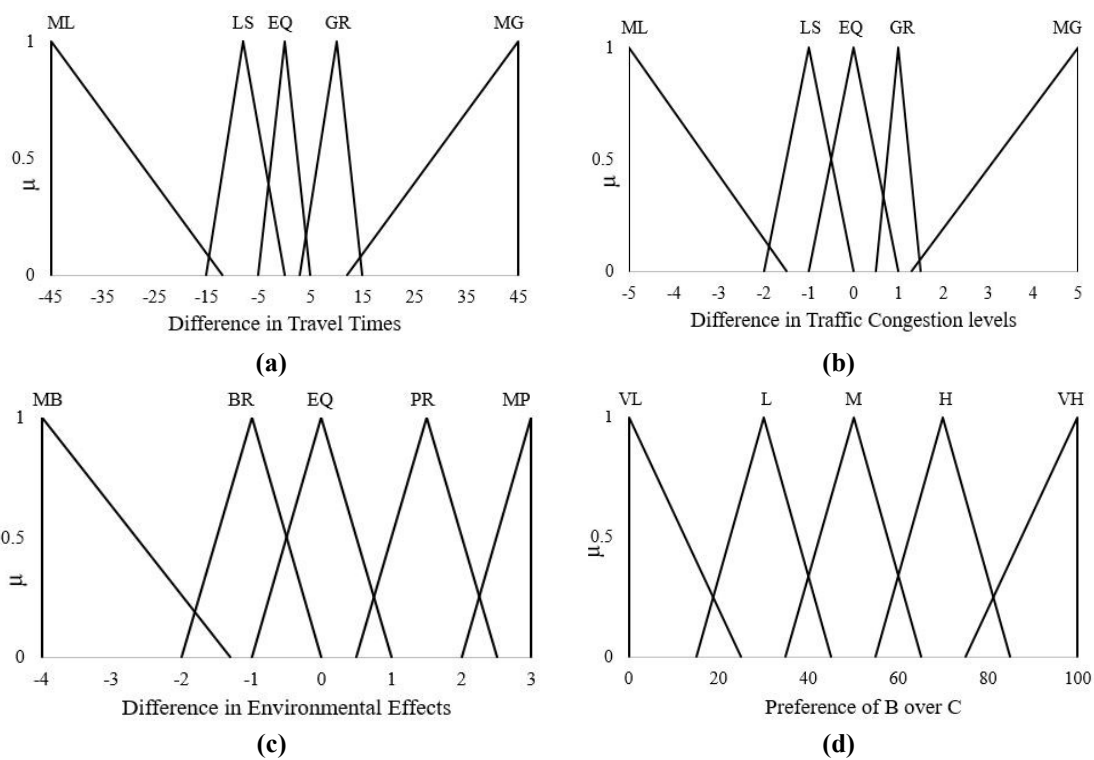 ML LS EQ GR MG
1
0.5
μ
0
-45 -35 -25 -15 -5 5 15 25 35 45
Difference in Travel Times
(a)
ML LS EQ GR MG
1
0.5
μ
0
-5 -4 -3 -2 -1 0 1 2 3 4 5
Difference in Traffic Congestion levels
(b)
MB BR EQ PR MP
1
0.5
μ
0
-4 -3 -2 -1 0 1 2 3
Difference in Environmental Effects
(c)
VL L M H VH
1
0.5
μ
0
0 20 40 60 80 100
Preference of B over C
(d)